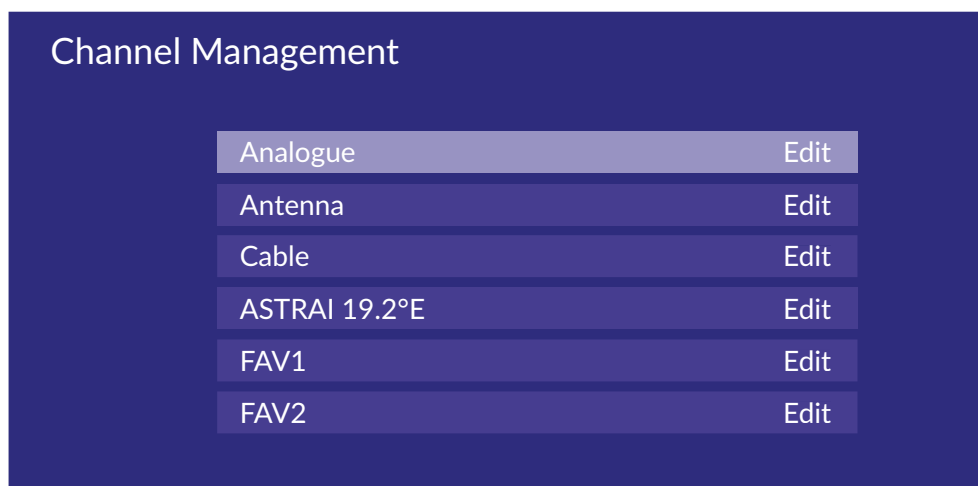 Channel Management
Analogue Edit
Antenna Edit
Cable Edit
ASTRAI 19.2°E Edit
FAV1 Edit
FAV2 Edit